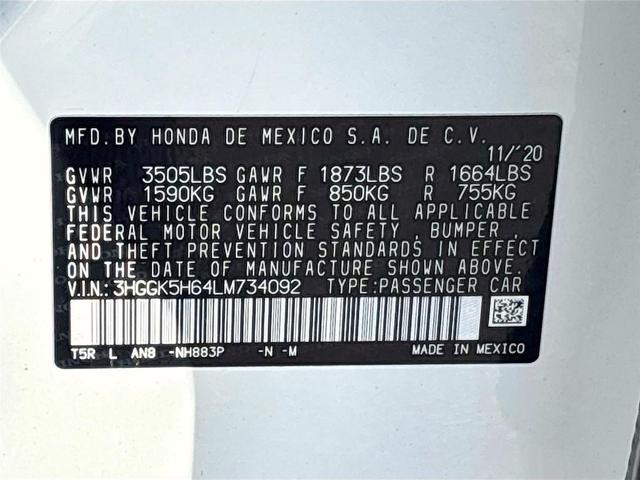 MFD.BY HONDA DE MEXICO S.A. DE C.V.
11/'20
GVWR 3505LBS GAWR F 1873LBS R 1664LBS
GVWR 1590KG GAWR F 850KG R 755KG
THIS VEHICLE CONFORMS TO ALL APPLICABLE
FEDERAL MOTOR VEHICLE SAFETY , BUMPER ,
AND THEFT PREVENTION STANDARDS IN EFFECT
ON THE DATE OF MANUFACTURE SHOWN ABOVE.
V.I.N.: 3HGGK5H64LM734092 TYPE:PASSENGER CAR
T5R L AN8 -NH883P -N -M MADE IN MEXICO